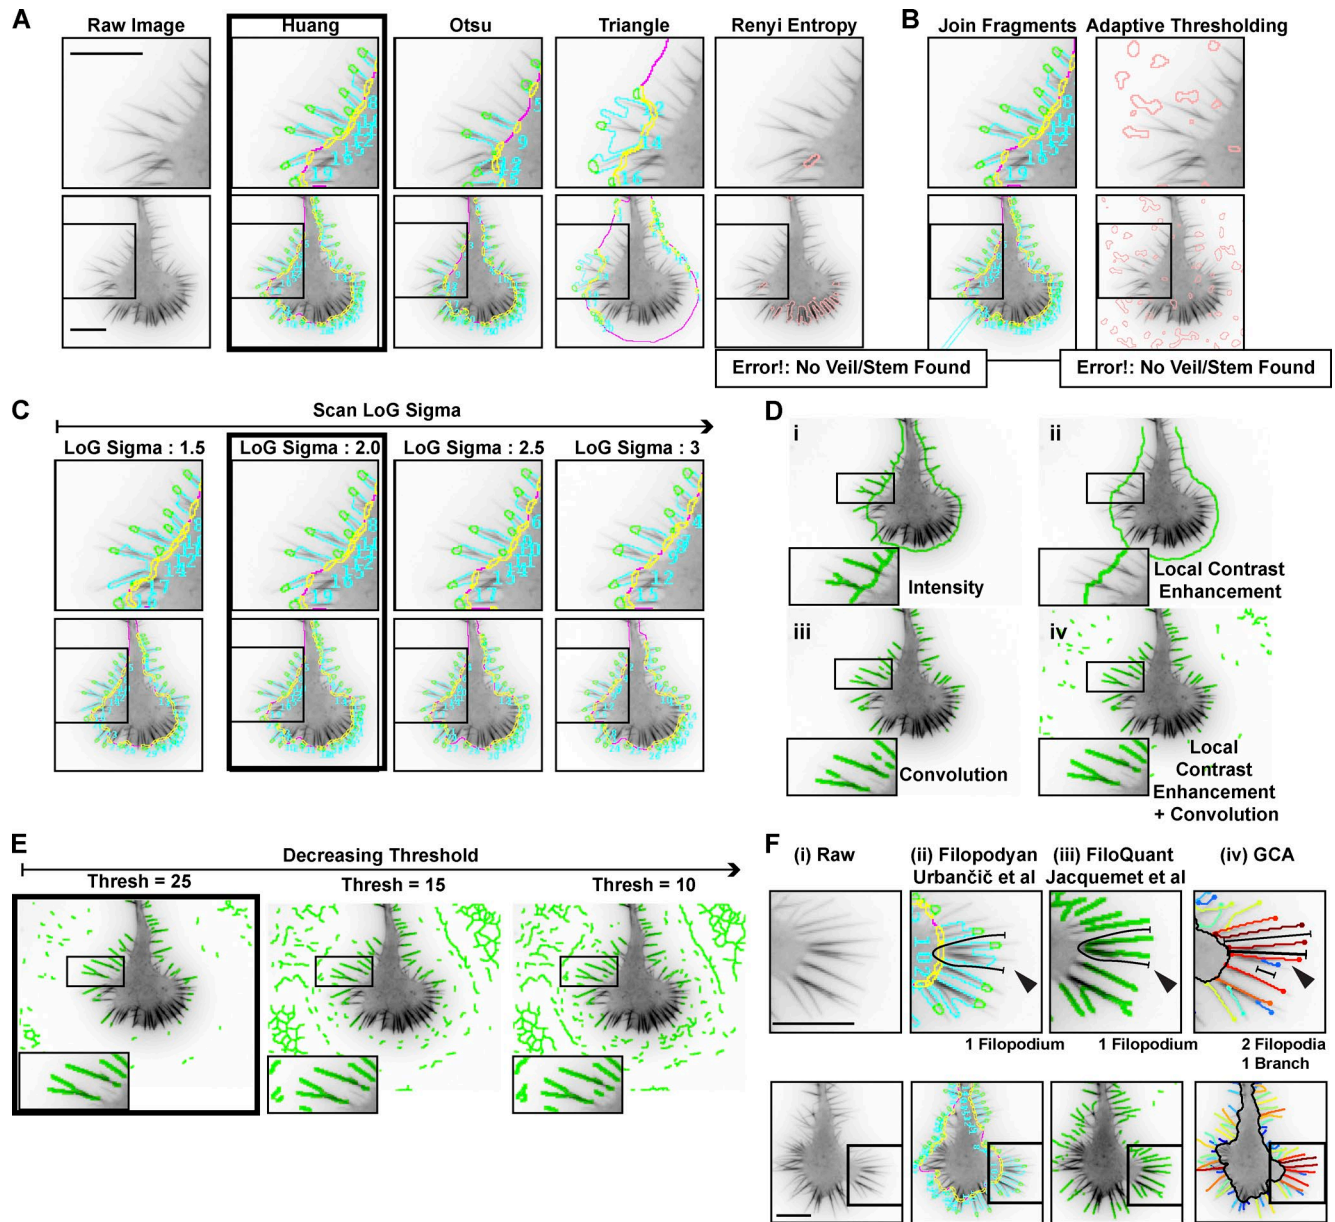 A
Raw Image
Huang
Otsu
Triangle
Renyi Entropy
Error!: No Veil/Stem Found
B
Join Fragments
Adaptive Thresholding
Error!: No Veil/Stem Found
C
Scan LoG Sigma
LoG Sigma : 1.5
LoG Sigma : 2.0
LoG Sigma : 2.5
LoG Sigma : 3
D
i
Intensity
ii
Local Contrast
Enhancement
iii
Convolution
iv
Local
Contrast
Enhancement
+ Convolution
E
Decreasing Threshold
Thresh = 25
Thresh = 15
Thresh = 10
F
(i) Raw
(ii) Filopodyan
Urbančič et al
(iii) FiloQuant
Jacquemet et al
(iv) GCA
1 Filopodium
1 Filopodium
2 Filopodia
1 Branch